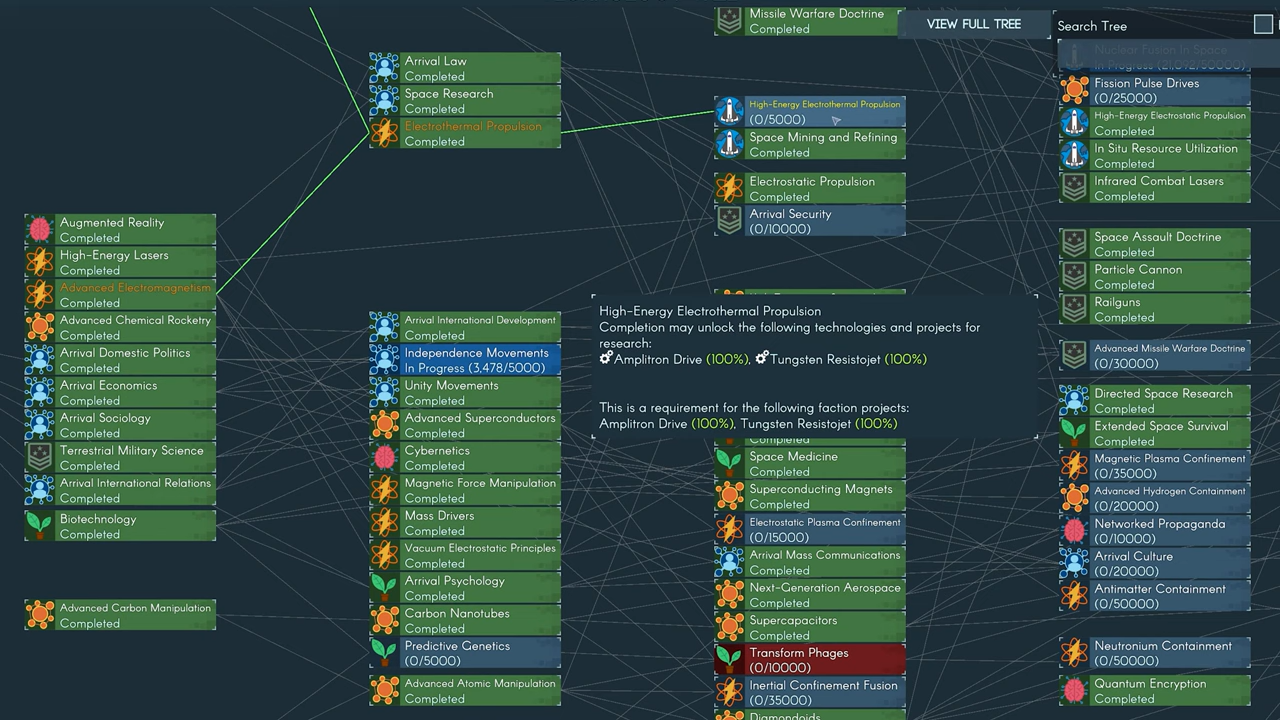 Augmented Reality
Completed
High-Energy Lasers
Completed
Advanced Electromagnetism
Completed
Advanced Chemical Rocketry
Completed
Arrival Domestic Politics
Completed
Arrival Economics
Completed
Arrival Sociology
Completed
Terrestrial Military Science
Completed
Arrival International Relations
Completed
Biotechnology
Completed
Advanced Carbon Manipulation
Completed
Arrival Law
Completed
Space Research
Completed
Electrothermal Propulsion
Completed
Arrival International Development
Completed
Independence Movements
In Progress (3,478/5000)
Unity Movements
Completed
Advanced Superconductors
Completed
Cybernetics
Completed
Magnetic Force Manipulation
Completed
Mass Drivers
Completed
Vacuum Electrostatic Principles
Completed
Arrival Psychology
Completed
Carbon Nanotubes
Completed
Predictive Genetics
(0/5000)
Advanced Atomic Manipulation
Completed
Missile Warfare Doctrine
Completed
High-Energy Electrothermal Propulsion
(0/5000)
Space Mining and Refining
Completed
Electrostatic Propulsion
Completed
Arrival Security
(0/10000)
High-Energy Electrothermal Propulsion
Completion may unlock the following technologies and projects for
research:
Amplitron Drive (100%), Tungsten Resistojet (100%)
This is a requirement for the following faction projects:
Amplitron Drive (100%), Tungsten Resistojet (100%)
Completed
Space Medicine
Completed
Superconducting Magnets
Completed
Electrostatic Plasma Confinement
(0/15000)
Arrival Mass Communications
Completed
Next-Generation Aerospace
Completed
Supercapacitors
Completed
Transform Phages
(0/10000)
Inertial Confinement Fusion
(0/35000)
Diamondoids
VIEW FULL TREE
Search Tree
Nuclear Fusion In Space
Fission Pulse Drives
(0/25000)
High-Energy Electrostatic Propulsion
Completed
In Situ Resource Utilization
Completed
Infrared Combat Lasers
Completed
Space Assault Doctrine
Completed
Particle Cannon
Completed
Railguns
Completed
Advanced Missile Warfare Doctrine
(0/30000)
Directed Space Research
Completed
Extended Space Survival
Completed
Magnetic Plasma Confinement
(0/35000)
Advanced Hydrogen Containment
(0/20000)
Networked Propaganda
(0/10000)
Arrival Culture
(0/20000)
Antimatter Containment
(0/50000)
Neutronium Containment
(0/50000)
Quantum Encryption
Completed